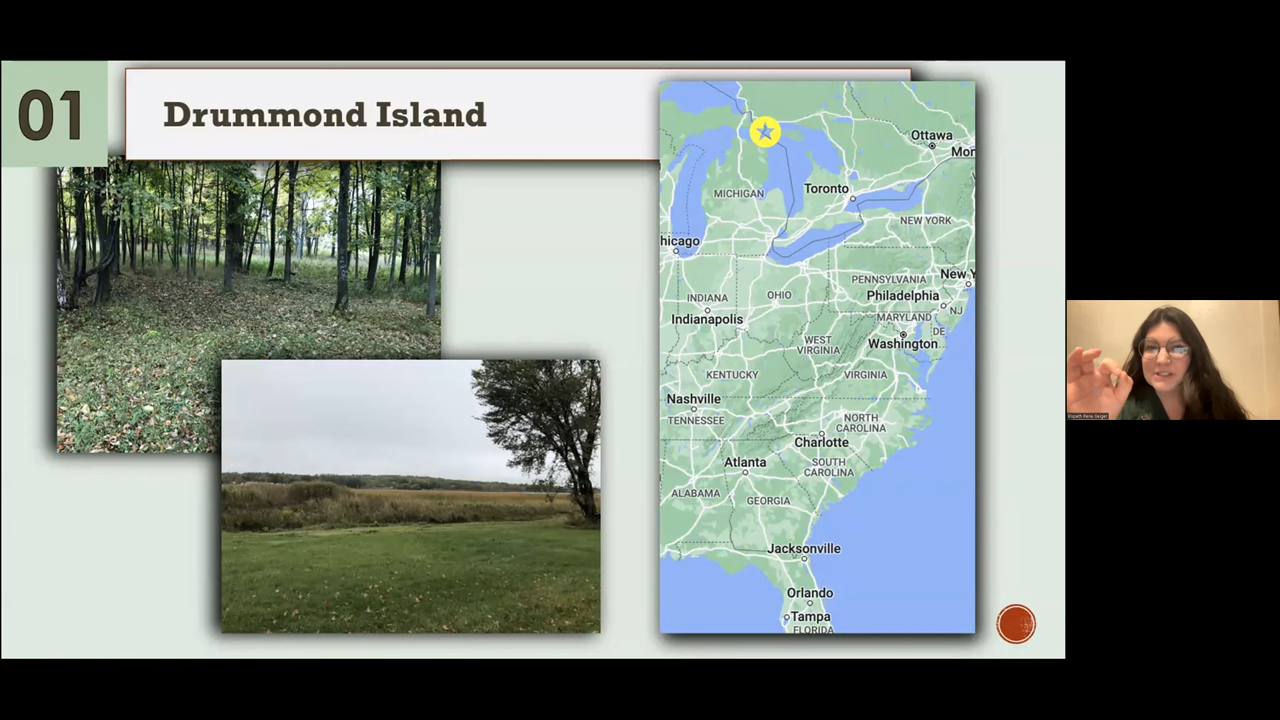 01
Drummond Island
Ottawa
Mon
MICHIGAN
Toronto
NEW YORK
hicago
PENNSYLVANIA
New Y
INDIANA
OHIO
Philadelphia
NJ
Indianapolis
MARYLAND
DE
Washington
WEST
VIRGINIA
KENTUCKY
VIRGINIA
Nashville
TENNESSEE
NORTH
CAROLINA
Charlotte
Atlanta
SOUTH
CAROLINA
ALABAMA
GEORGIA
Jacksonville
Orlando
Tampa
FLORIDA